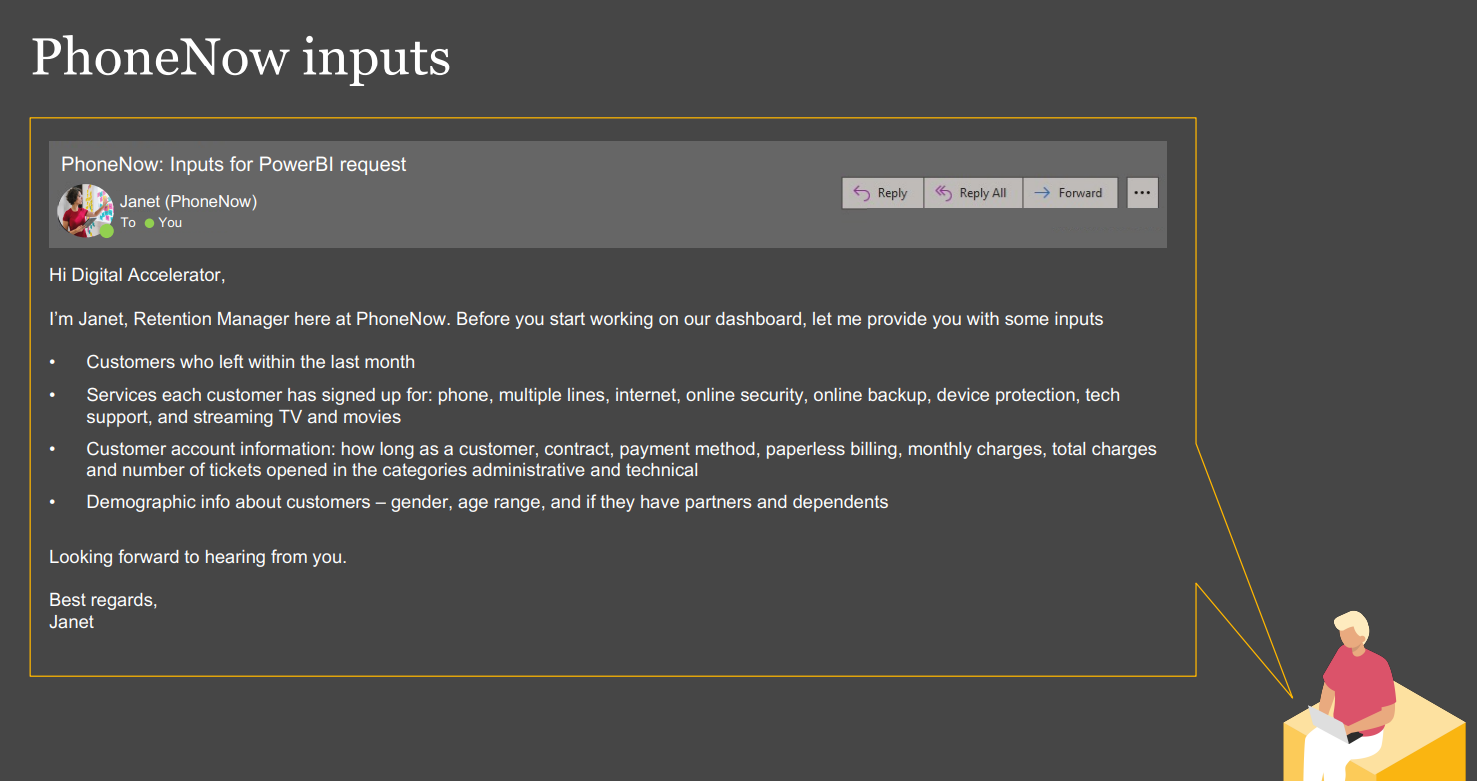 PhoneNow inputs
PhoneNow: Inputs for PowerBI request
Janet (PhoneNow)
To You
Reply
Reply All
Forward
Hi Digital Accelerator,
I'm Janet, Retention Manager here at PhoneNow. Before you start working on our dashboard, let me provide you with some inputs
• Customers who left within the last month
• Services each customer has signed up for: phone, multiple lines, internet, online security, online backup, device protection, tech
support, and streaming TV and movies
• Customer account information: how long as a customer, contract, payment method, paperless billing, monthly charges, total charges
and number of tickets opened in the categories administrative and technical
• Demographic info about customers – gender, age range, and if they have partners and dependents
Looking forward to hearing from you.
Best regards,
Janet